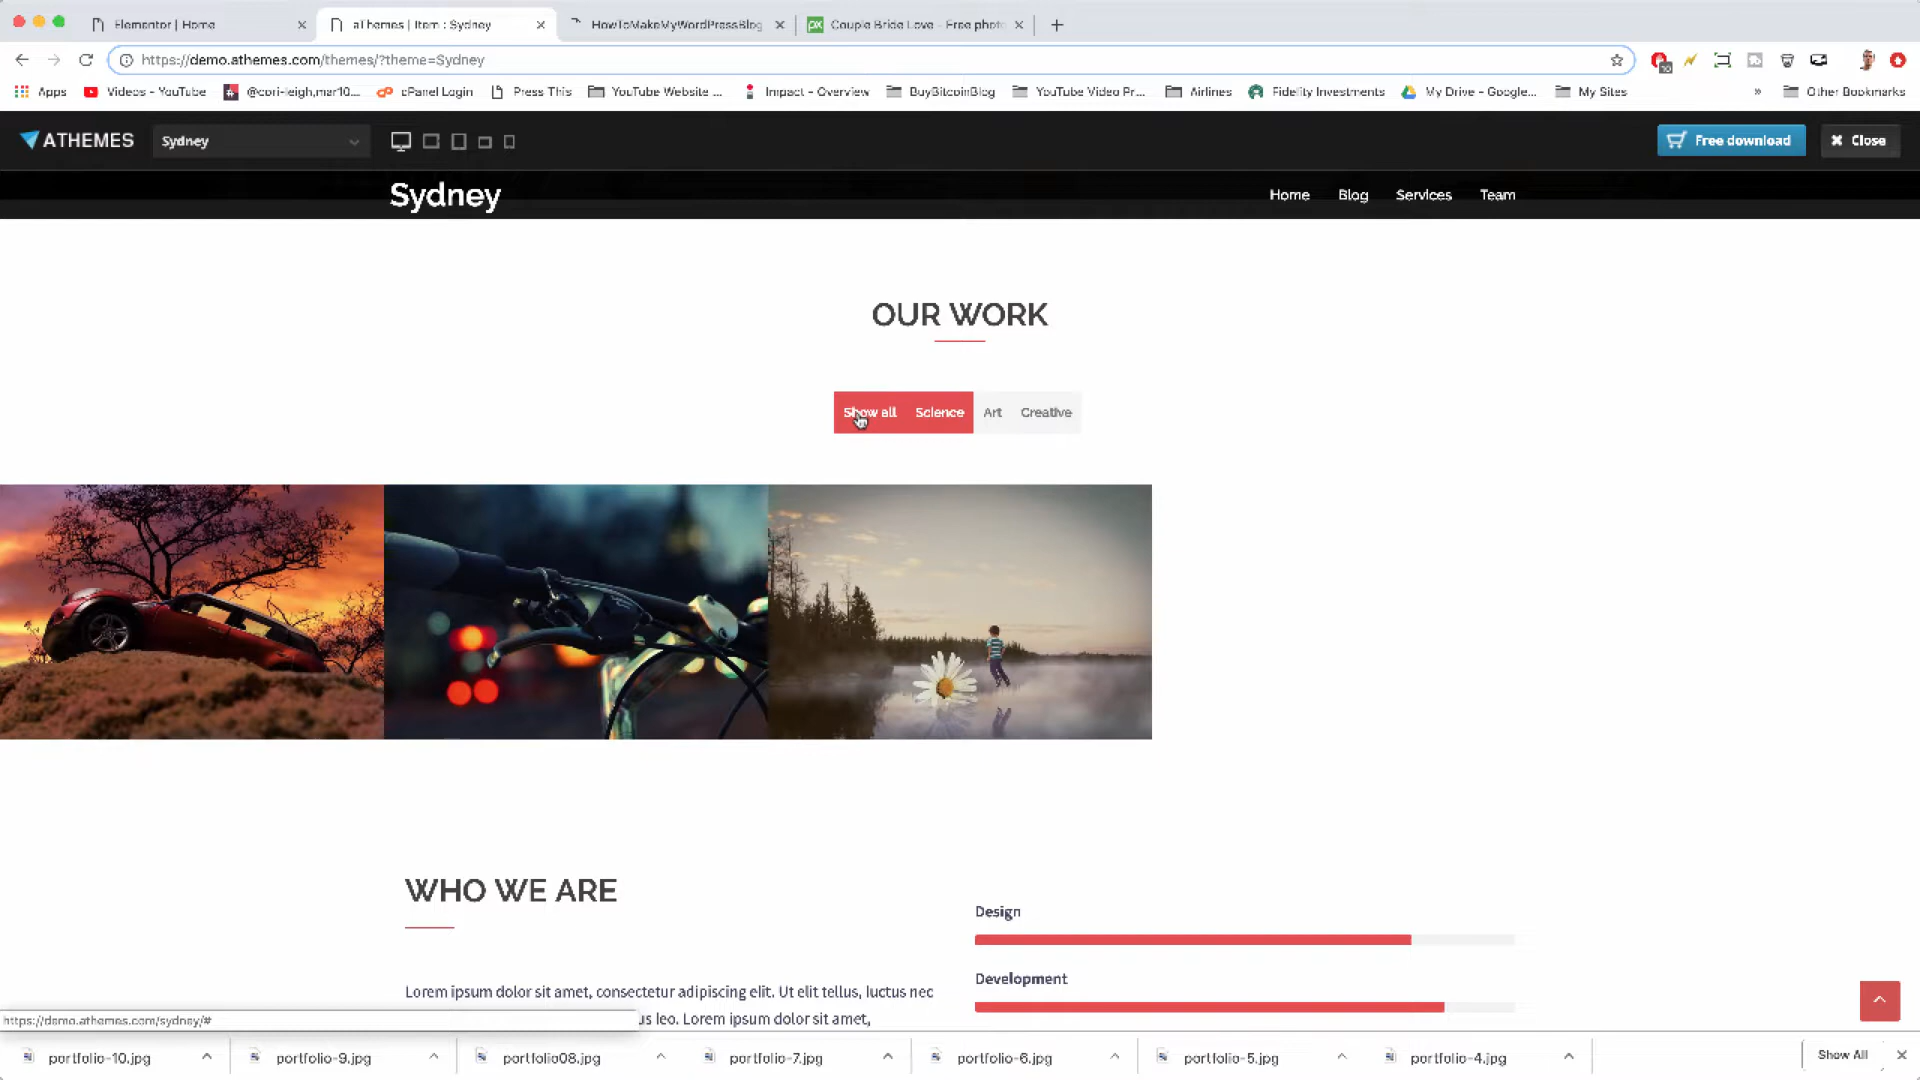 Elementor | Home
aThemes | Item : Sydney
HowToMakeMyWordPressBlog
Couple Bride Love - Free photo
https://demo.athemes.com/themes/?theme=Sydney
10
Apps
Videos - YouTube
@cori-leigh,mar10...
cPanel Login
Press This
YouTube Website ...
Impact - Overview
BuyBitcoinBlog
YouTube Video Pr...
Airlines
Fidelity Investments
My Drive - Google...
My Sites
»
Other Bookmarks
ATHEMES
Sydney
Free download
Close
Sydney
Home
Blog
Services
Team
OUR WORK
Show all
Science
Art
Creative
WHO WE ARE
Design
Development
Lorem ipsum dolor sit amet, consectetur adipiscing elit. Ut elit tellus, luctus nec
us leo. Lorem ipsum dolor sit amet,
https://demo.athemes.com/sydney/#
portfolio-10.jpg
portfolio-9.jpg
portfolio08.jpg
portfolio-7.jpg
portfolio-6.jpg
portfolio-5.jpg
portfolio-4.jpg
Show All